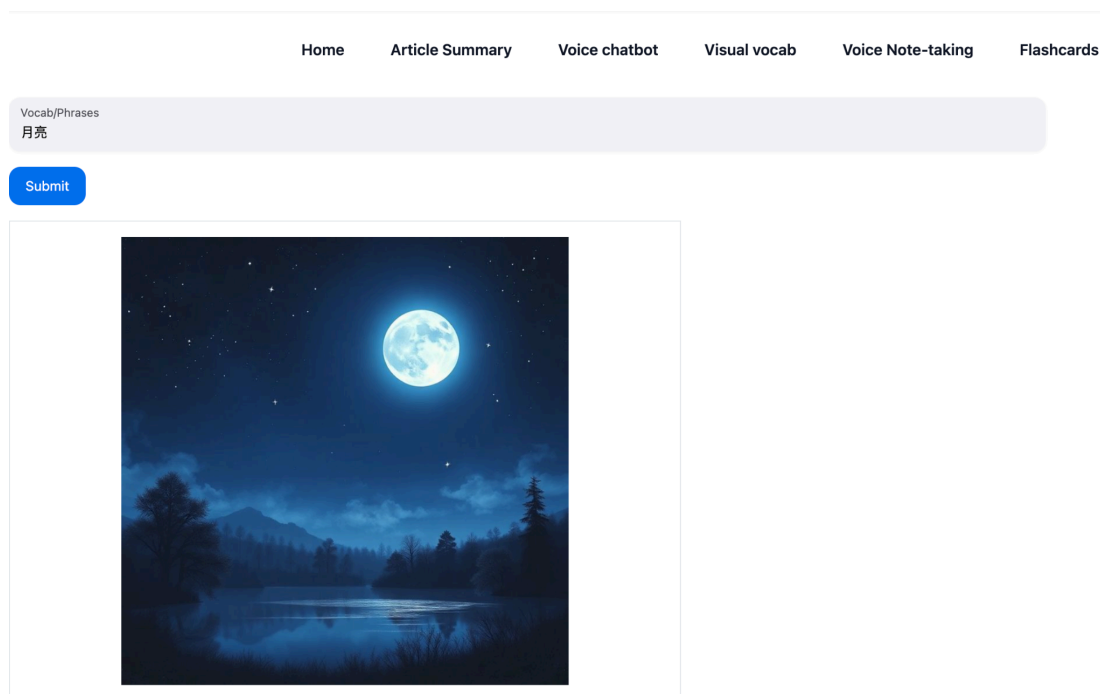 Home Article Summary Voice chatbot Visual vocab Voice Note-taking Flashcards
Vocab/Phrases
月亮
Submit